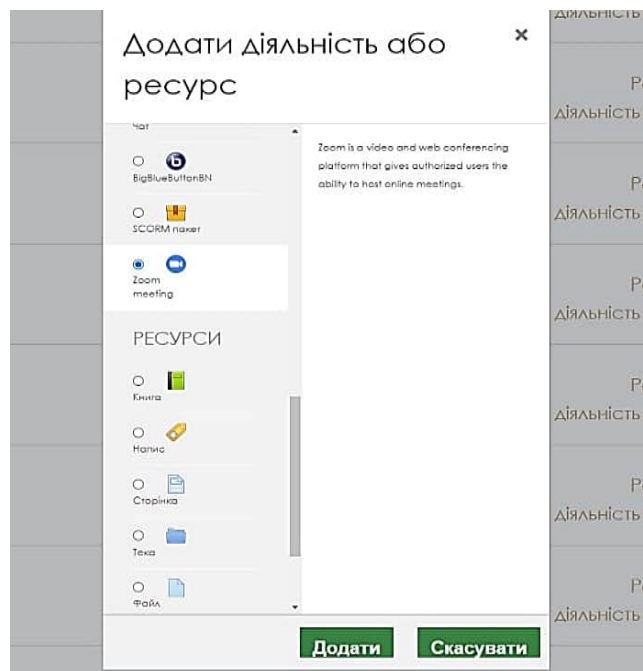 Додати діяльність або
ресурс
×
Чат
BigBlueButtonBN
SCORM пакет
Zoom
meeting
РЕСУРСИ
Книга
Напис
Сторінка
Тека
Файл
Zoom is a video and web conferencing
platform that gives authorized users the
ability to host online meetings.
Додати
Скасувати
діяльність
діяльність
діяльність
діяльність
діяльність
діяльність
діяльність